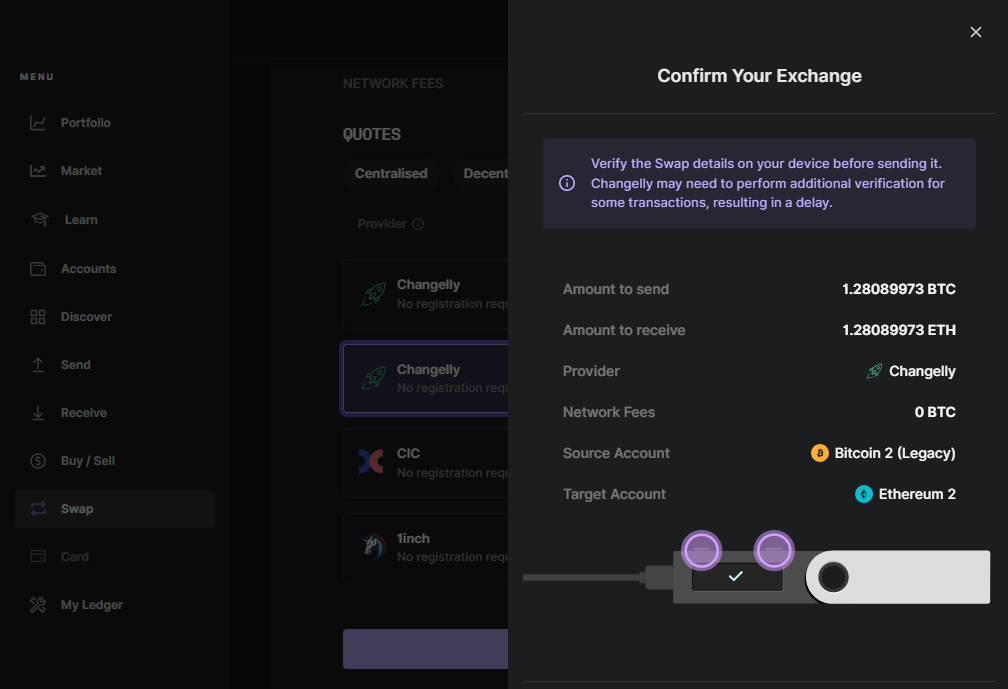 MENU
Portfolio
Market
Learn
Accounts
Discover
Send
Receive
Buy / Sell
Swap
Card
My Ledger
NETWORK FEES
QUOTES
Centralised
Decent
Provider
Changelly
No registration requ
Changelly
No registration requ
CIC
No registration requ
1inch
No registration requ
Confirm Your Exchange
Verify the Swap details on your device before sending it.
Changelly may need to perform additional verification for
some transactions, resulting in a delay.
Amount to send 1.28089973 BTC
Amount to receive 1.28089973 ETH
Provider Changelly
Network Fees 0 BTC
Source Account Bitcoin 2 (Legacy)
Target Account Ethereum 2